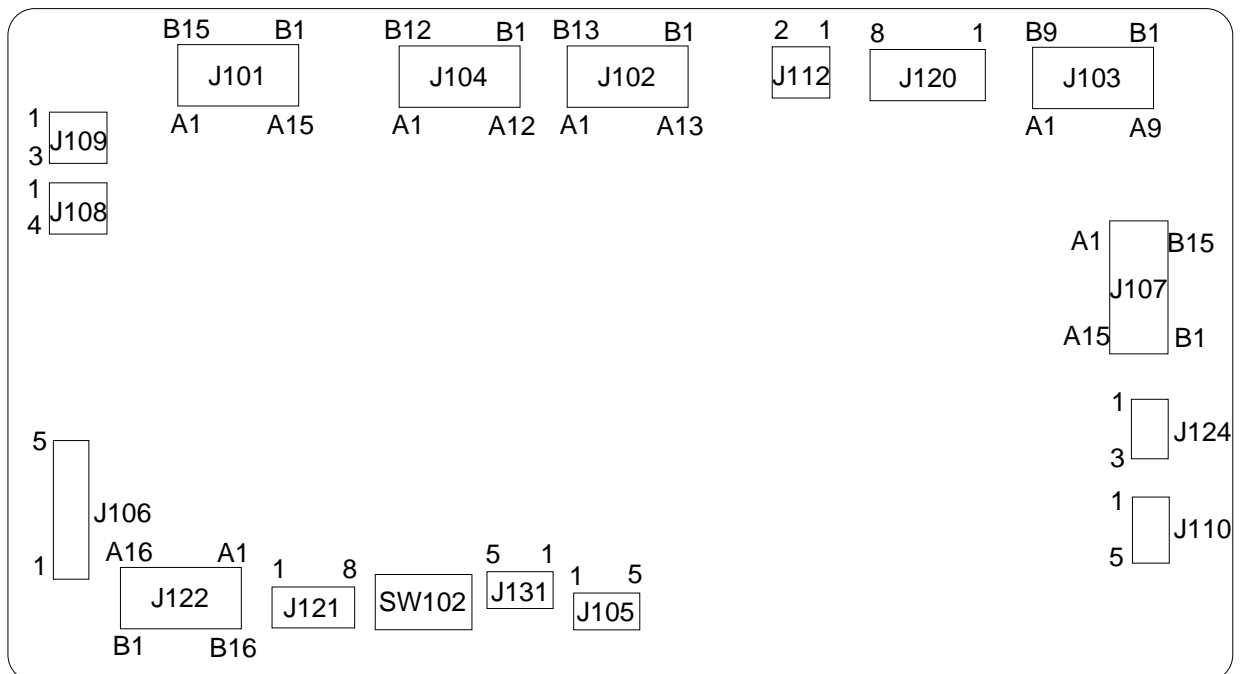 B15 B1 B12 B1 B13 B1 2 1 8 1 B9 B1
J101 J104 J102 J112 J120 J103
A1 A15 A1 A12 A1 A13 A1 A9
1
J109
3
1
J108
4
A1 B15
J107
A15 B1
1
J124
3
5
J106
1
1
J110
5
A16 A1 1 8 5 1 1 5
J122 J121 SW102 J131 J105
B1 B16